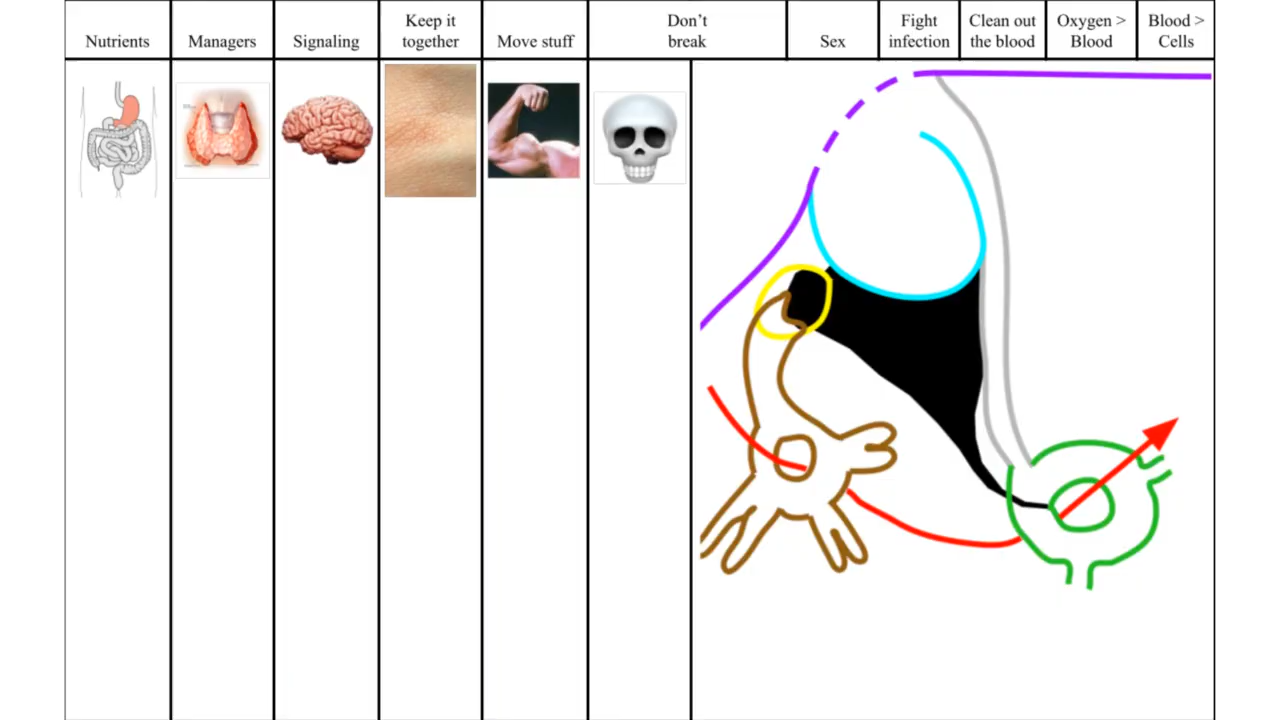 Nutrients
Managers
Signaling
Keep it
together
Move stuff
Don’t
break
Sex
Fight
infection
Clean out
the blood
Oxygen >
Blood
Blood >
Cells